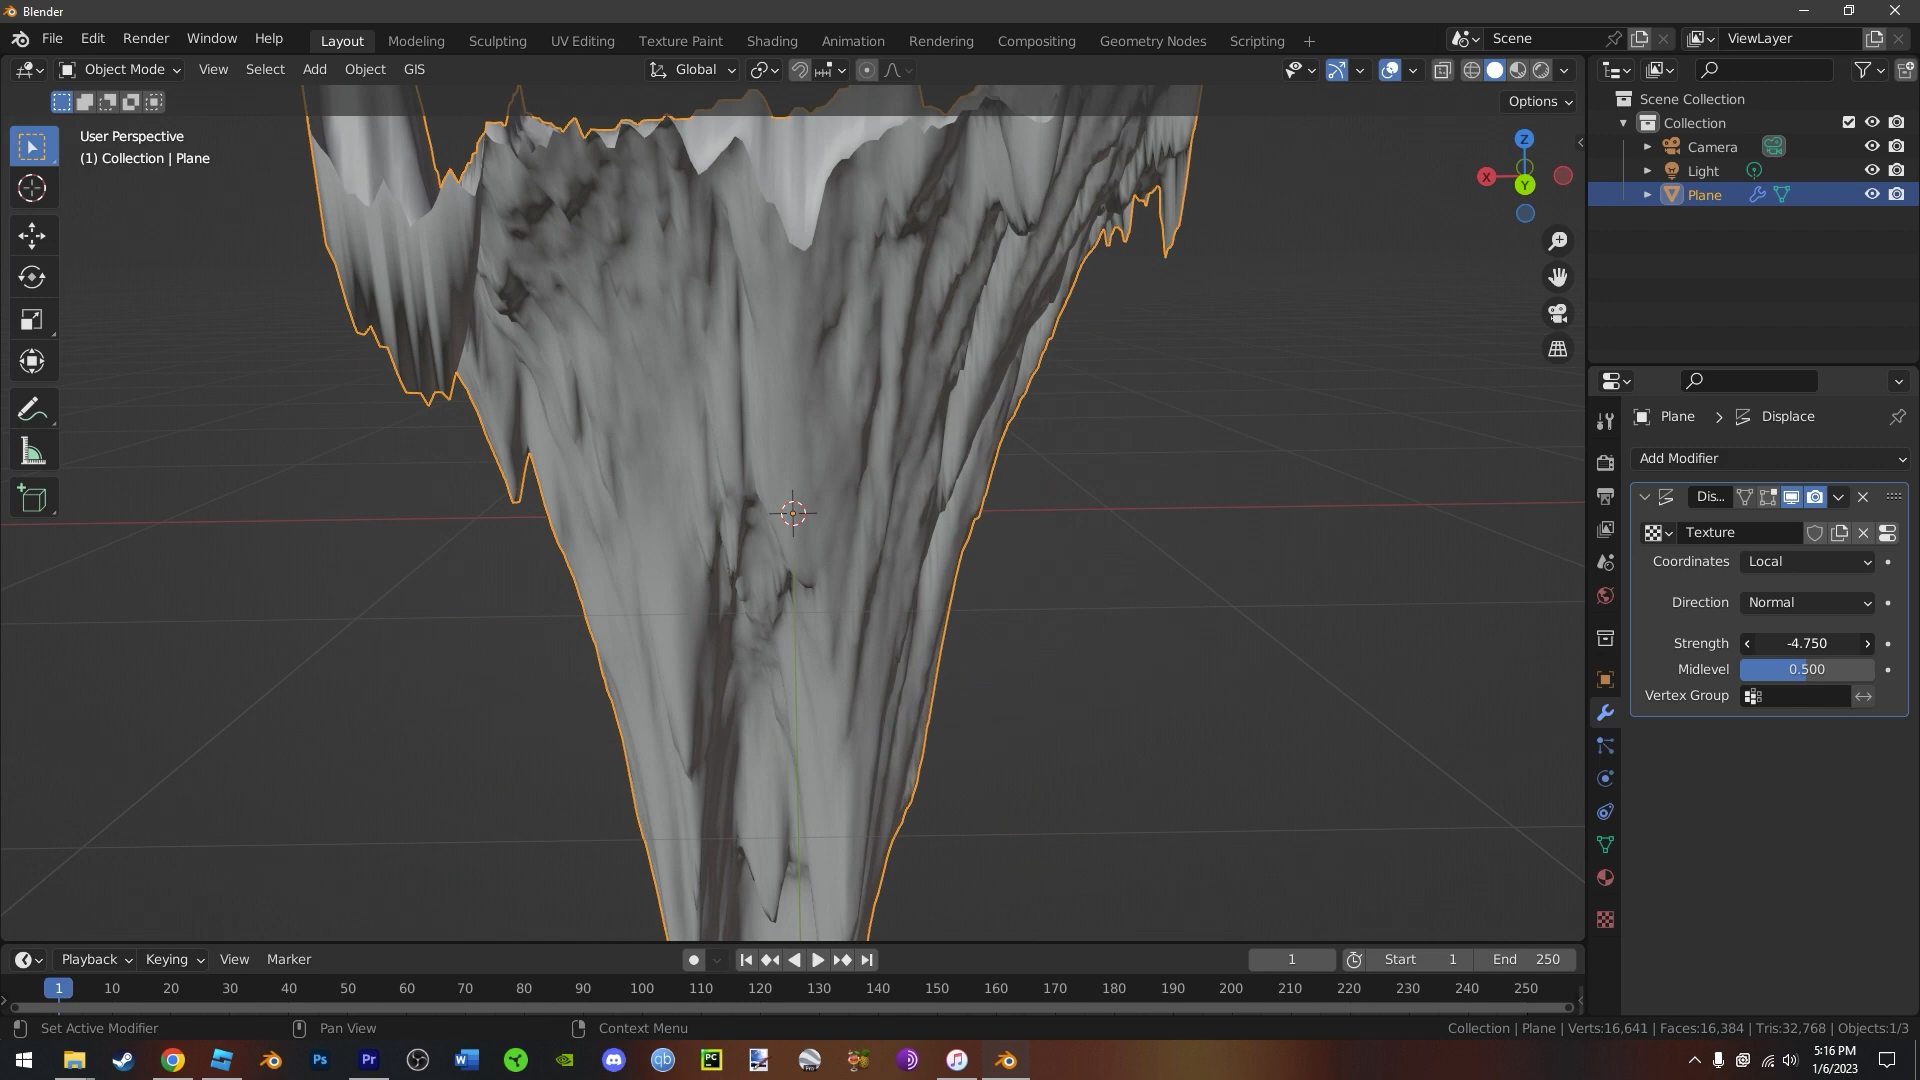 Blender
File Edit Render Window Help
Layout Modeling Sculpting UV Editing Texture Paint Shading Animation Rendering Compositing Geometry Nodes Scripting +
Scene
ViewLayer
Object Mode View Select Add Object GIS
Global
Options
User Perspective
(1) Collection | Plane
Z
X
Y
Scene Collection
Collection
Camera
Light
Plane
Plane > Displace
Add Modifier
Dis...
Texture
Coordinates Local
Direction Normal
Strength -4.750
Midlevel 0.500
Vertex Group
Playback Keying View Marker
1
Start 1
End 250
1 10 20 30 40 50 60 70 80 90 100 110 120 130 140 150 160 170 180 190 200 210 220 230 240 250
Set Active Modifier
Pan View
Context Menu
Collection | Plane | Verts:16,641 | Faces:16,384 | Tris:32,768 | Objects:1/3
Ps
Pr
W
qb
PC
5:16 PM
1/6/2023